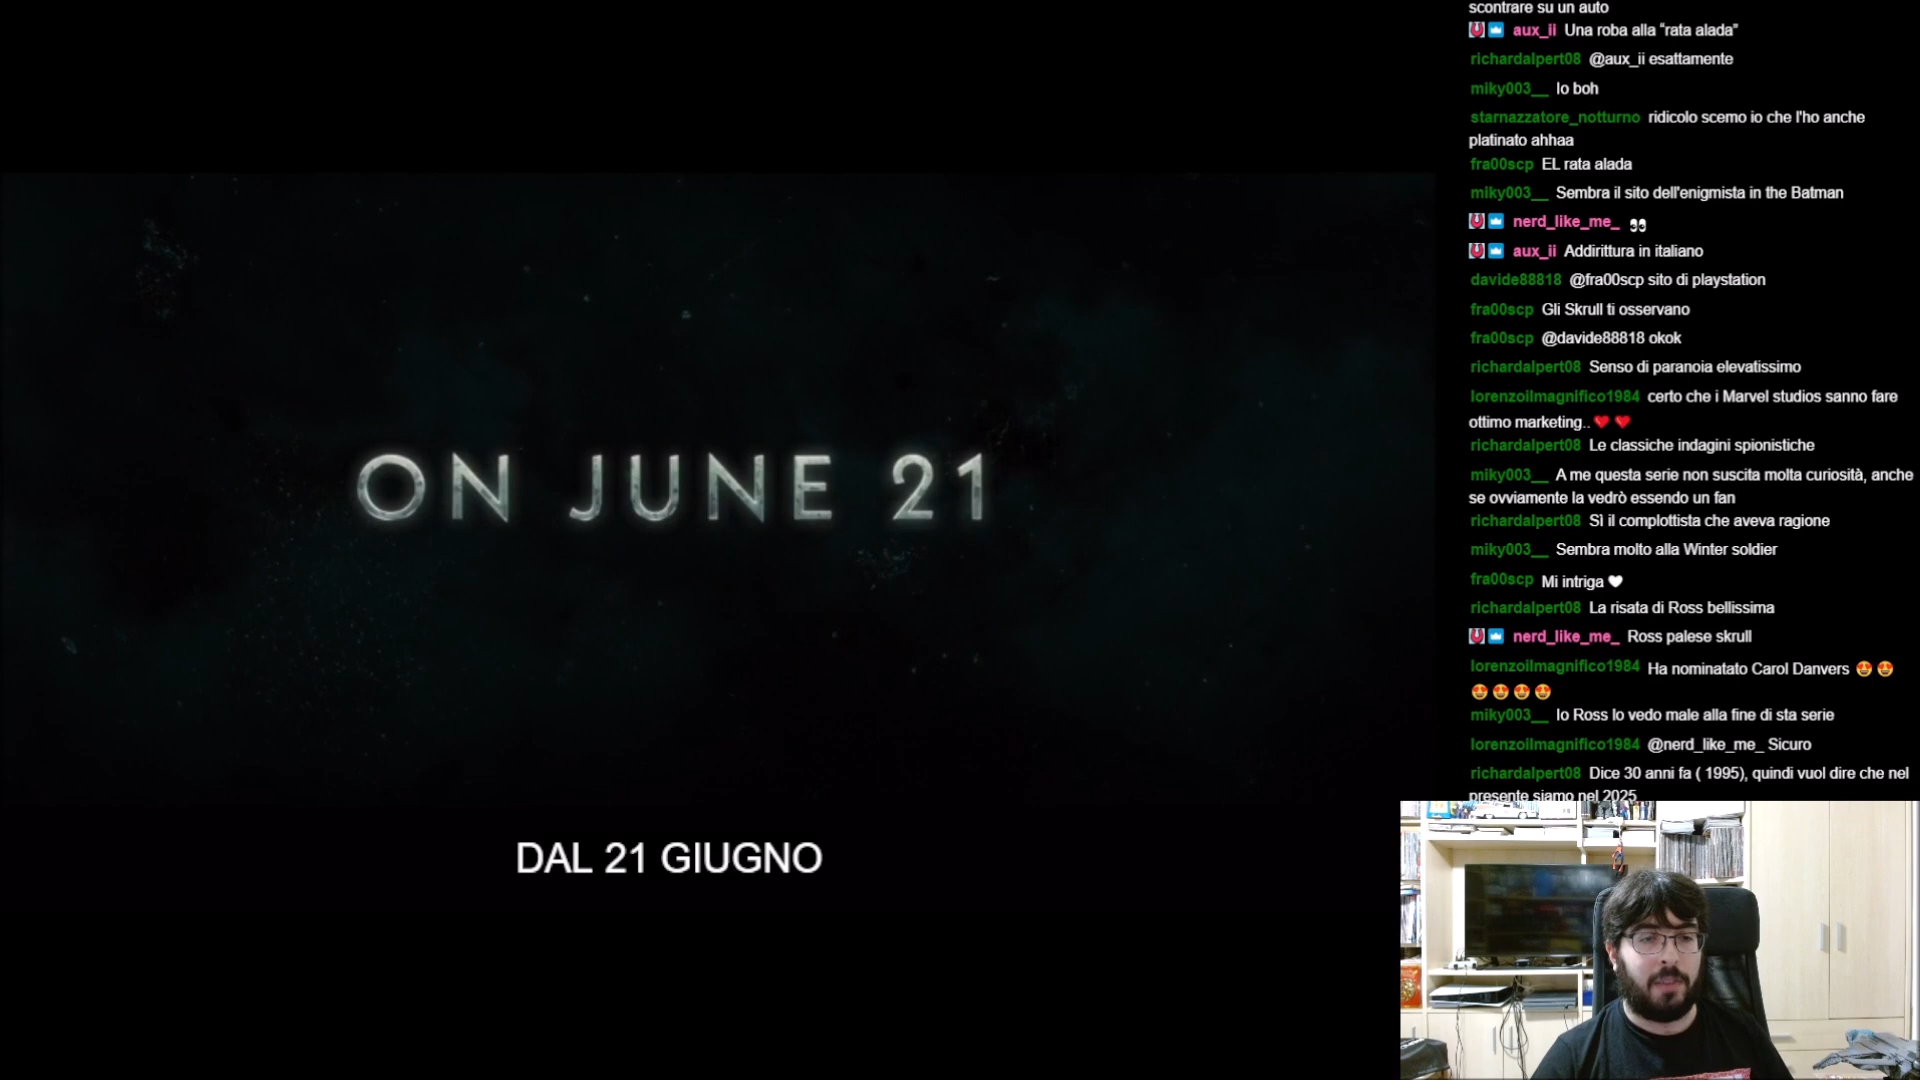 ON JUNE 21
DAL 21 GIUGNO
scontrare su un auto
aux_ii Una roba alla “rata alada”
richardalpert08 @aux_ii esattamente
miky003__ Io boh
starnazzatore_notturno ridicolo scemo io che l'ho anche
platinato ahhaa
fra00scp EL rata alada
miky003__ Sembra il sito dell'enigmista in the Batman
nerd_like_me_ 👀
aux_ii Addirittura in italiano
davide88818 @fra00scp sito di playstation
fra00scp Gli Skrull ti osservano
fra00scp @davide88818 okok
richardalpert08 Senso di paranoia elevatissimo
lorenzoilmagnifico1984 certo che i Marvel studios sanno fare
ottimo marketing.. ❤️ ❤️
richardalpert08 Le classiche indagini spionistiche
miky003__ A me questa serie non suscita molta curiosità, anche
se ovviamente la vedrò essendo un fan
richardalpert08 Sì il complottista che aveva ragione
miky003__ Sembra molto alla Winter soldier
fra00scp Mi intriga 🤍
richardalpert08 La risata di Ross bellissima
nerd_like_me_ Ross palese skrull
lorenzoilmagnifico1984 Ha nominatato Carol Danvers 😍 😍
😍 😍 😍 😍
miky003__ Io Ross lo vedo male alla fine di sta serie
lorenzoilmagnifico1984 @nerd_like_me_ Sicuro
richardalpert08 Dice 30 anni fa ( 1995), quindi vuol dire che nel
presente siamo nel 2025